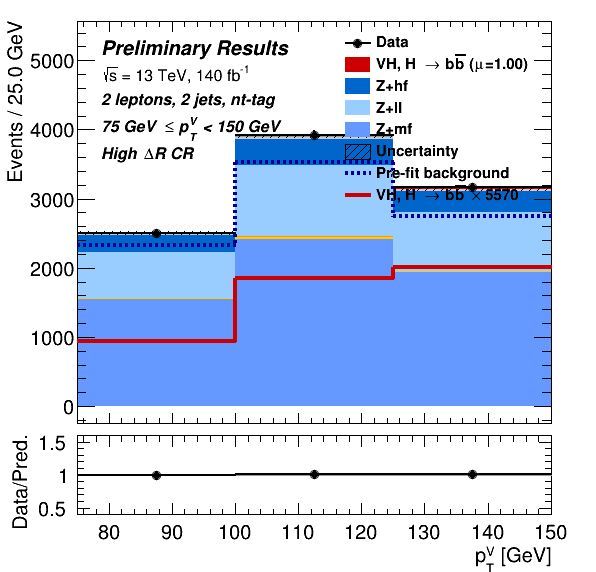 Events / 25.0 GeV
5000
4000
3000
2000
1000
0
Preliminary Results
√s = 13 TeV, 140 fb⁻¹
2 leptons, 2 jets, nt-tag
75 GeV ≤ p_T^V < 150 GeV
High ΔR CR
Data
VH, H → bb̅ (μ=1.00)
Z+hf
Z+ll
Z+mf
Uncertainty
Pre-fit background
VH, H → bb̅ × 5570
Data/Pred.
1.5
1
0.5
80 90 100 110 120 130 140 150
p_T^V [GeV]